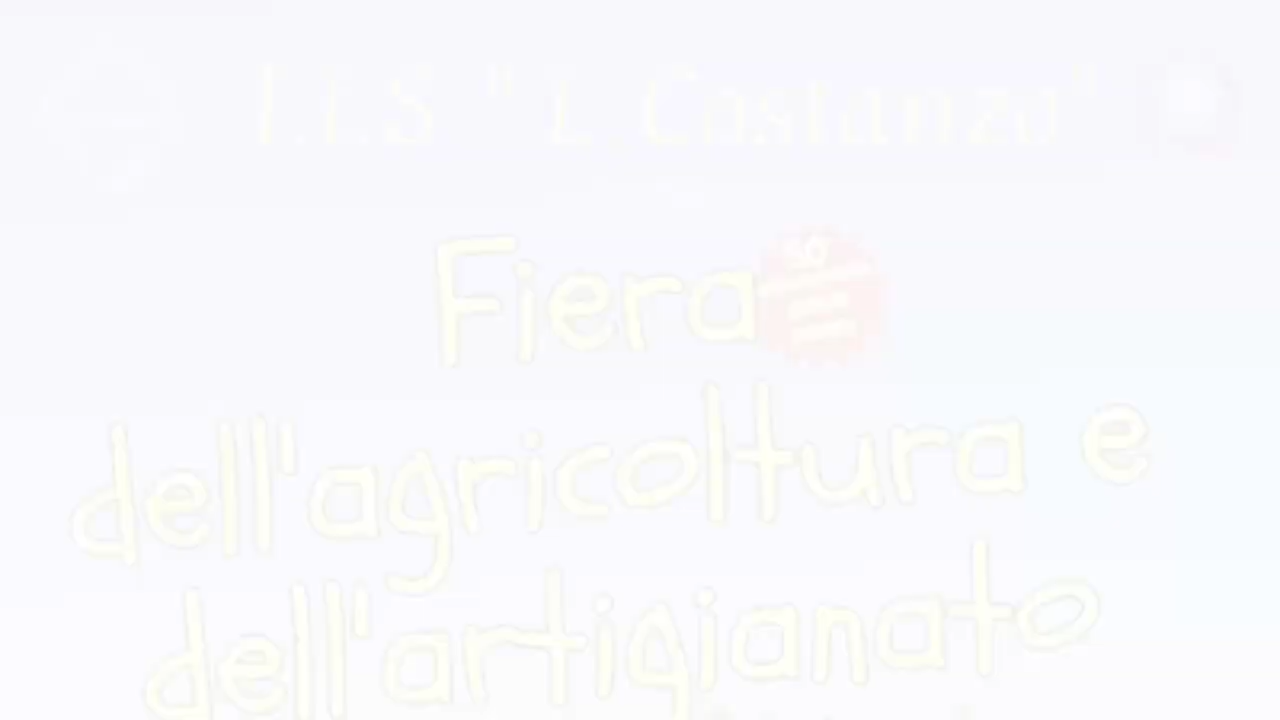 I.I.S " L. Costanzo"
Fiera
dell'agricoltura e
dell'artigianato